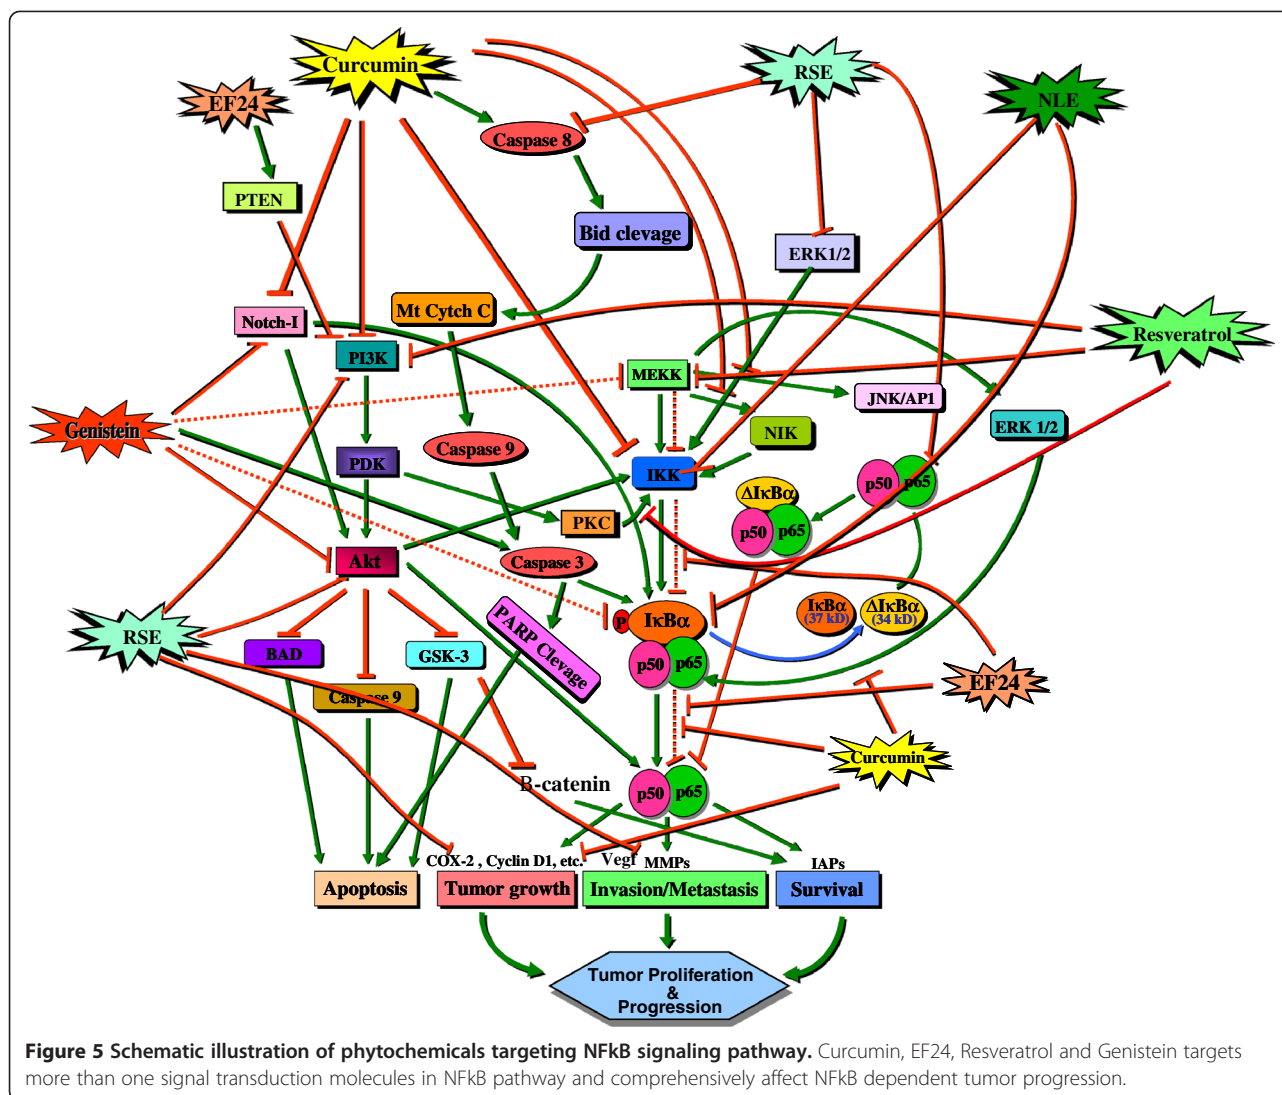 Curcumin
RSE
EF24
NLE
Caspase 8
PTEN
Bid clevage
ERK1/2
Mt Cytch C
Notch-I
Resveratrol
PI3K
MEKK
JNK/AP1
Genistein
NIK
ERK 1/2
Caspase 9
PDK
IKK
p50
p65
ΔIκBα
PKC
p50
p65
Akt
Caspase 3
IκBα
(37 kD)
ΔIκBα
(34 kD)
P
IκBα
RSE
PARP Clevage
BAD
GSK-3
p50
p65
EF24
Caspase 9
Curcumin
B-catenin
p50
p65
COX-2 , Cyclin D1, etc.
Vegf
MMPs
IAPs
Apoptosis
Tumor growth
Invasion/Metastasis
Survival
Tumor Proliferation
&
Progression
Figure 5 Schematic illustration of phytochemicals targeting NFkB signaling pathway. Curcumin, EF24, Resveratrol and Genistein targets
more than one signal transduction molecules in NFkB pathway and comprehensively affect NFkB dependent tumor progression.